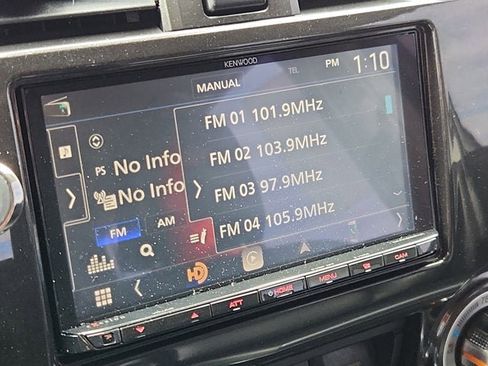 KENWOOD
MANUAL TEL PM 1:10
FM 01 101.9MHz
FM 02 103.9MHz
PS No Info
No Info
FM 03 97.9MHz
FM AM
FM 04 105.9MHz
HD
ATT HOME MENU CAM